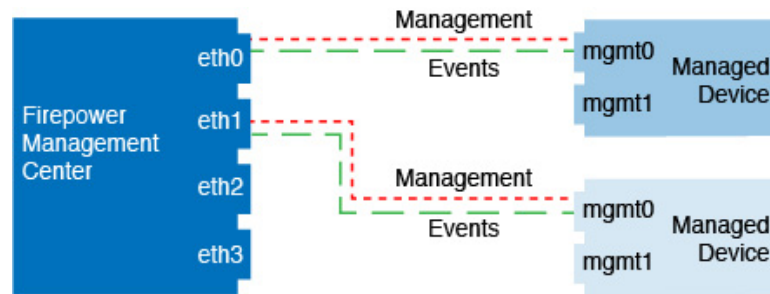 Firepower
Management
Center
eth0
eth1
eth2
eth3
Management
Events
mgmt0
mgmt1
Managed
Device
Management
Events
mgmt0
mgmt1
Managed
Device